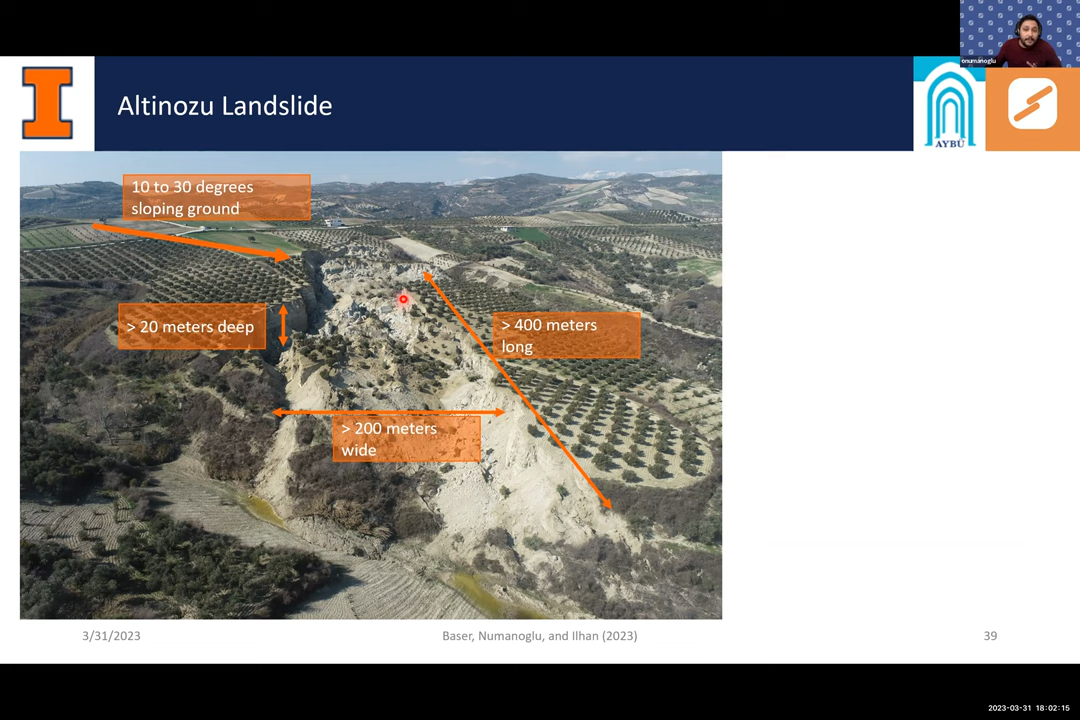 onumanoglu
Altinozu Landslide
AYBÜ
10 to 30 degrees
sloping ground
> 20 meters deep
> 400 meters
long
> 200 meters
wide
3/31/2023
Baser, Numanoglu, and Ilhan (2023)
39
2023-03-31 18:02:15